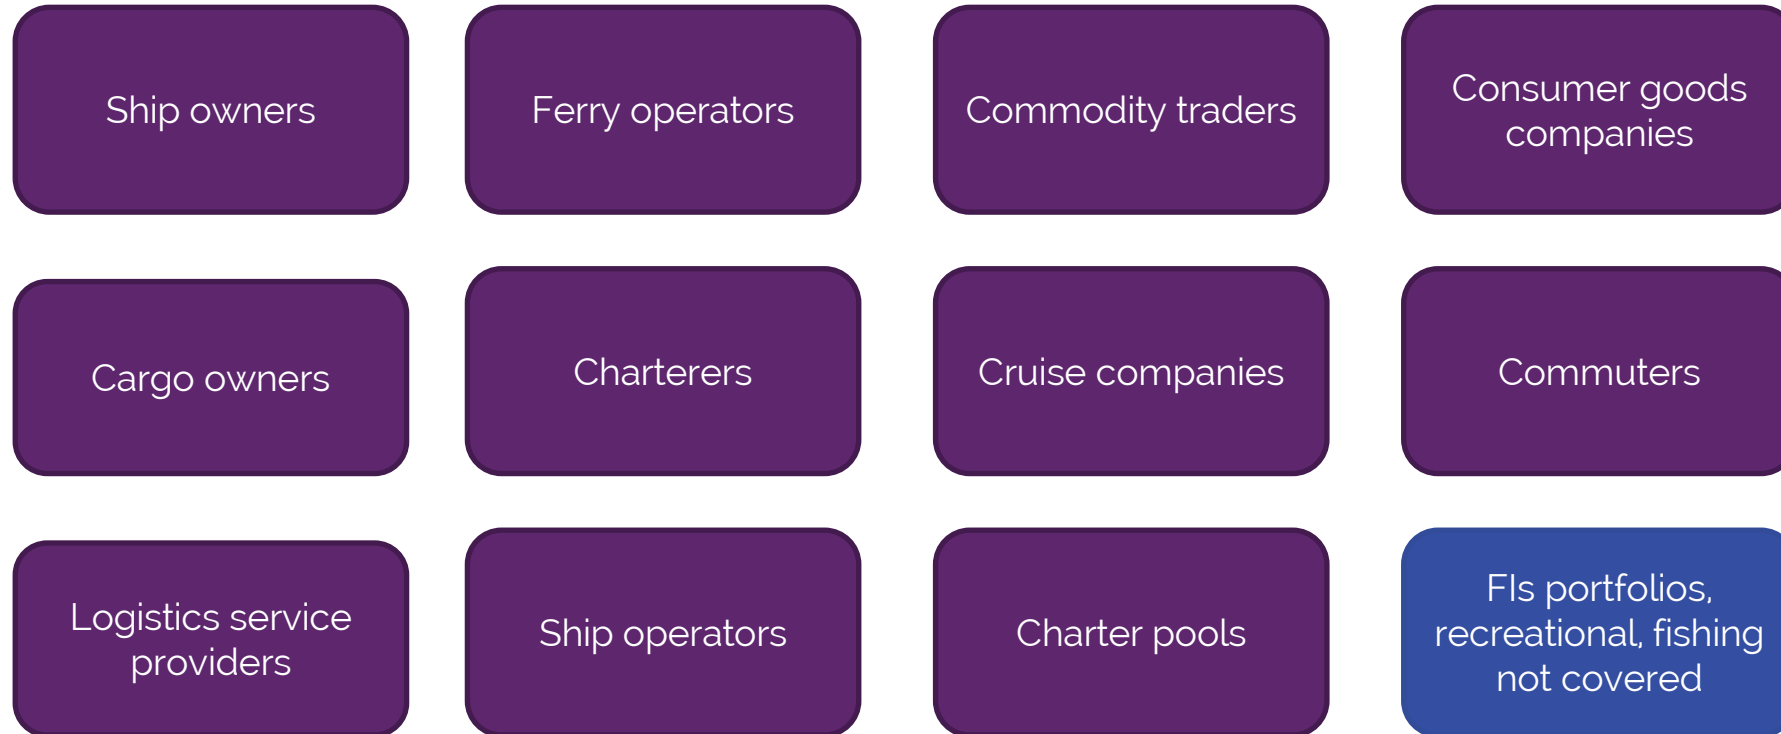 Ship owners
Ferry operators
Commodity traders
Consumer goods
companies
Cargo owners
Charterers
Cruise companies
Commuters
Logistics service
providers
Ship operators
Charter pools
FIs portfolios,
recreational, fishing
not covered